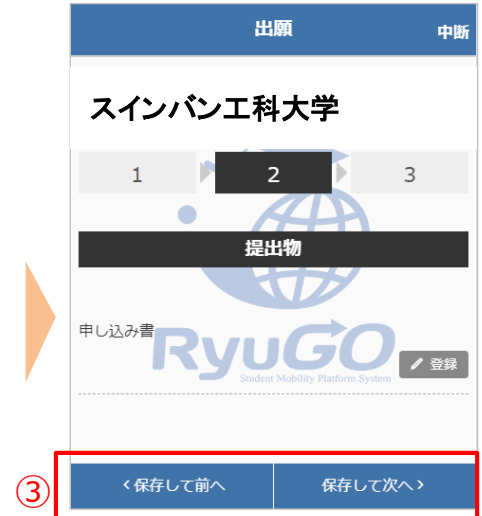 出願
中断
スインバン工科大学
1
2
3
提出物
申し込み書
RyuGO
Student Mobility Platform System
登録
③
<保存して前へ
保存して次へ>